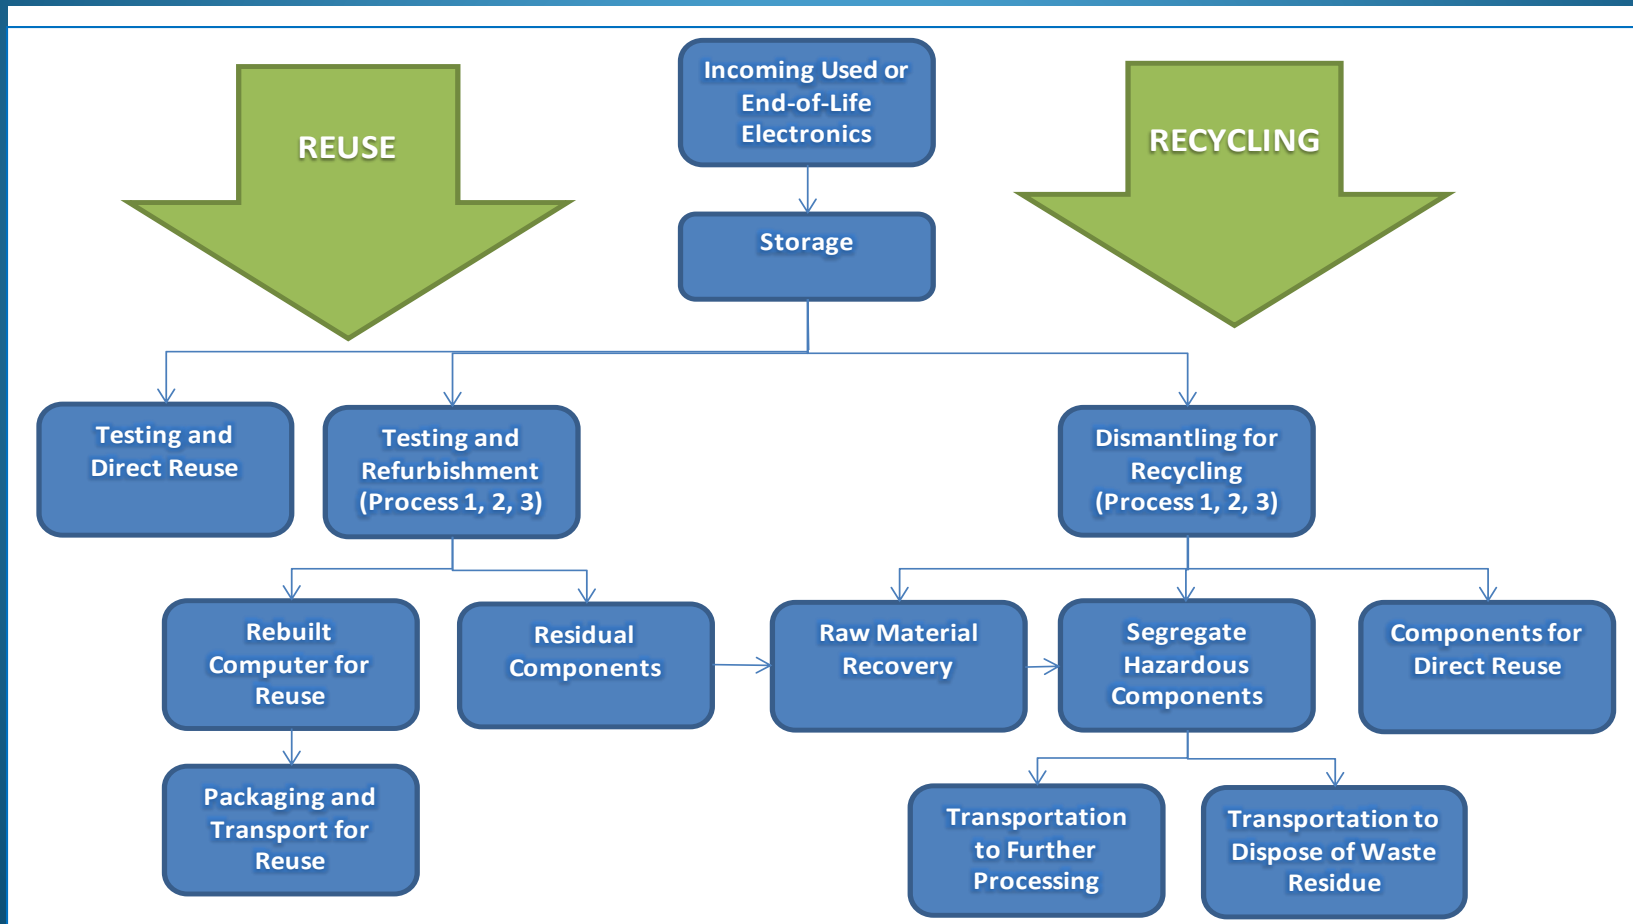 REUSE
Incoming Used or
End-of-Life
Electronics
RECYCLING
Storage
Testing and
Direct Reuse
Testing and
Refurbishment
(Process 1, 2, 3)
Dismantling for
Recycling
(Process 1, 2, 3)
Rebuilt
Computer for
Reuse
Residual
Components
Raw Material
Recovery
Segregate
Hazardous
Components
Components for
Direct Reuse
Packaging and
Transport for
Reuse
Transportation
to Further
Processing
Transportation to
Dispose of Waste
Residue